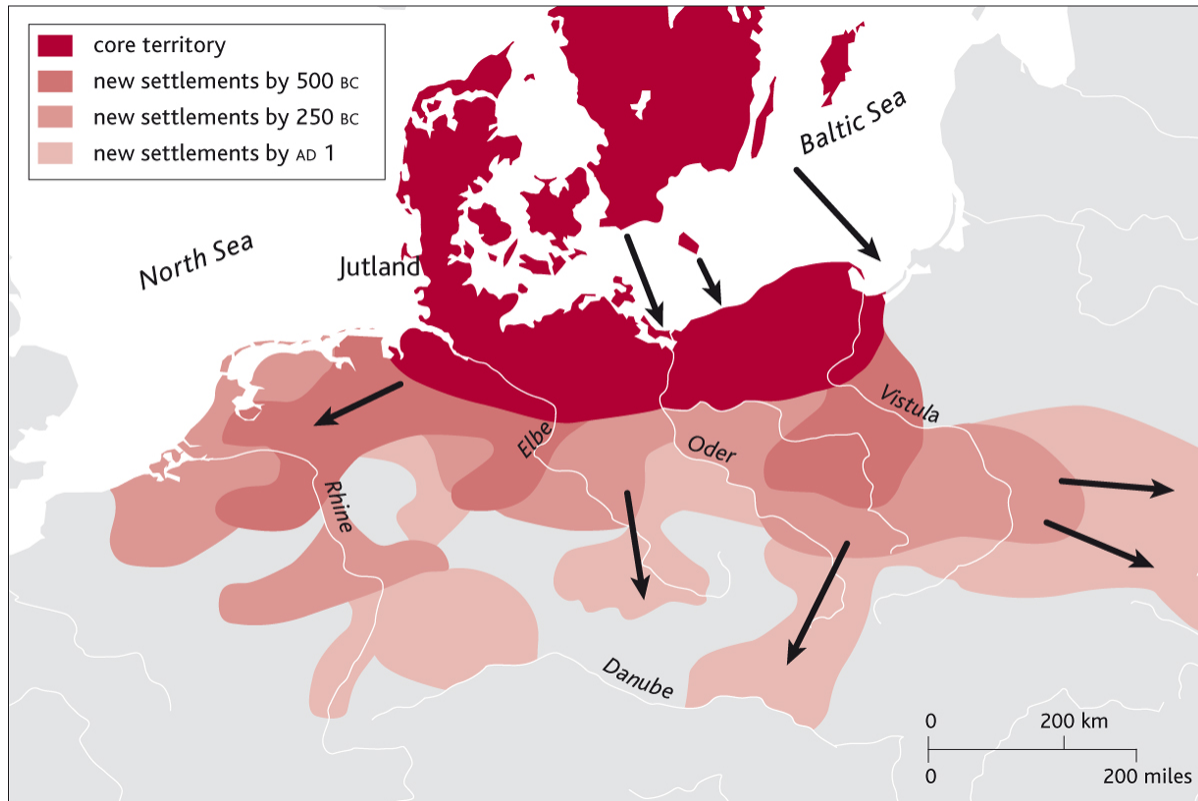 core territory
new settlements by 500 BC
new settlements by 250 BC
new settlements by AD 1
Baltic Sea
North Sea
Jutland
Vistula
Elbe
Oder
Rhine
Danube
0 200 km
0 200 miles